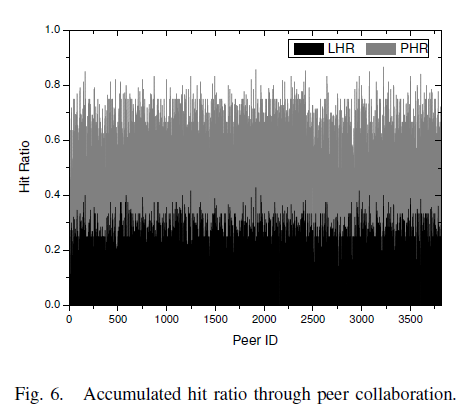 LHR PHR
1.0
0.8
0.6
0.4
0.2
0.0
Hit Ratio
0 500 1000 1500 2000 2500 3000 3500
Peer ID
Fig. 6. Accumulated hit ratio through peer collaboration.